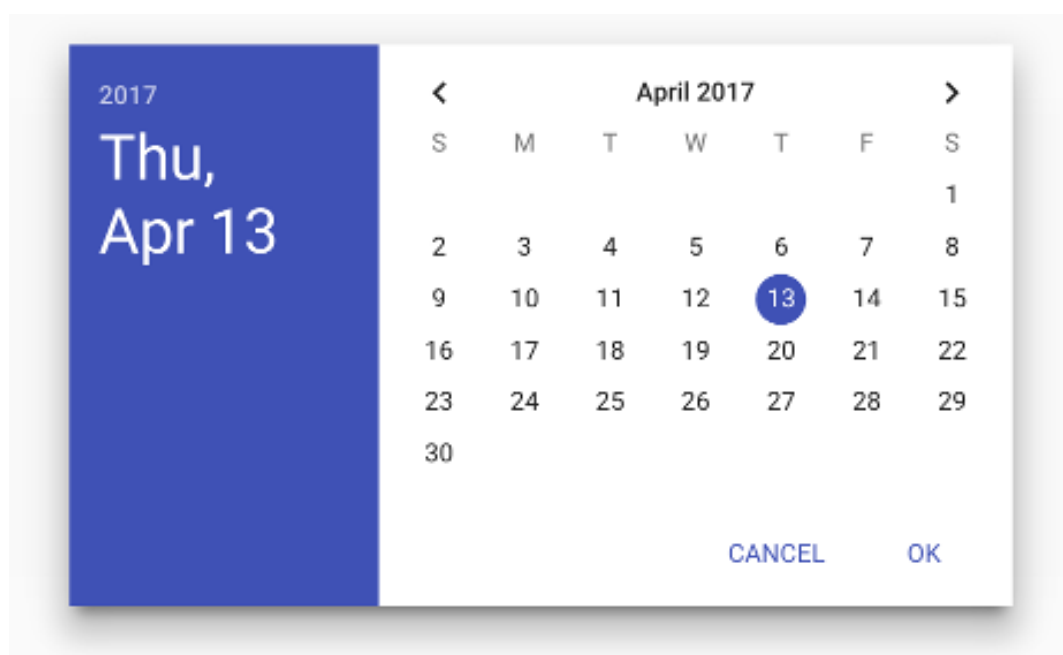 2017
Thu,
Apr 13
April 2017
S M T W T F S
1
2 3 4 5 6 7 8
9 10 11 12 13 14 15
16 17 18 19 20 21 22
23 24 25 26 27 28 29
30
CANCEL OK